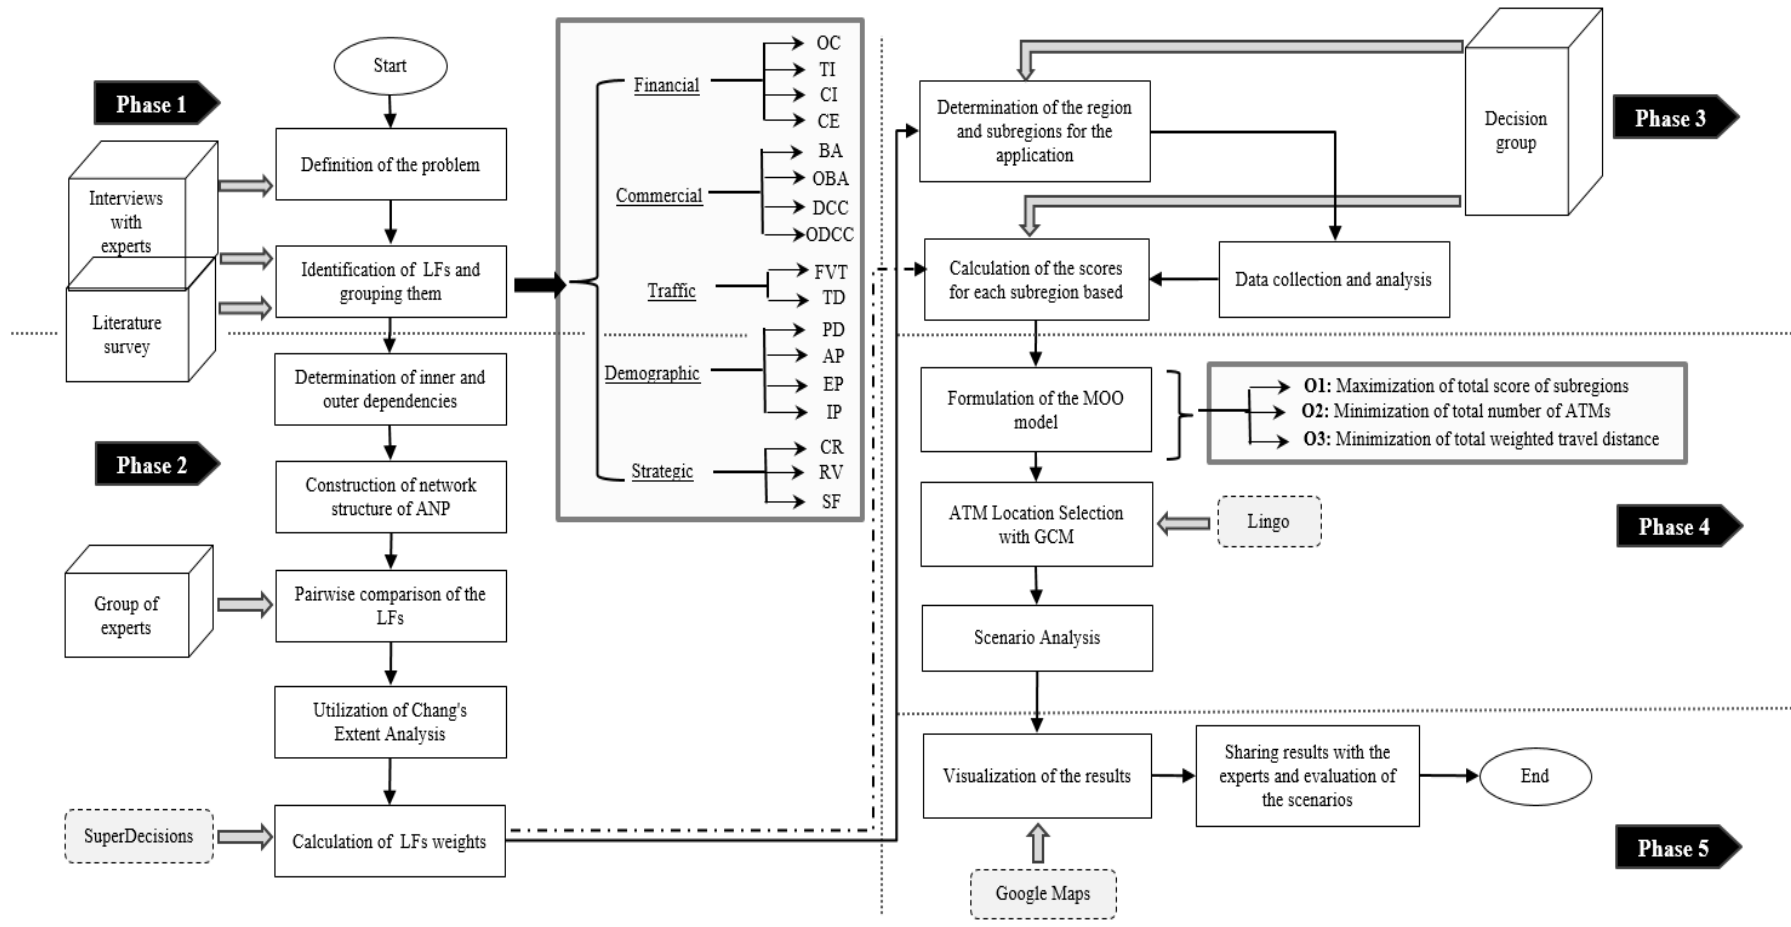 Phase 1
Start
Definition of the problem
Interviews
with
experts
Identification of LFs and
grouping them
Literature
survey
Financial
OC
TI
CI
CE
Commercial
BA
OBA
DCC
ODCC
Traffic
FVT
TD
Demographic
PD
AP
EP
IP
Strategic
CR
RV
SF
Phase 2
Determination of inner and
outer dependencies
Construction of network
structure of ANP
Group of
experts
Pairwise comparison of the
LFs
Utilization of Chang's
Extent Analysis
SuperDecisions
Calculation of LFs weights
Phase 3
Decision
group
Determination of the region
and subregions for the
application
Calculation of the scores
for each subregion based
Data collection and analysis
Formulation of the MOO
model
O1: Maximization of total score of subregions
O2: Minimization of total number of ATMs
O3: Minimization of total weighted travel distance
Phase 4
ATM Location Selection
with GCM
Lingo
Scenario Analysis
Visualization of the results
Sharing results with the
experts and evaluation of
the scenarios
End
Phase 5
Google Maps